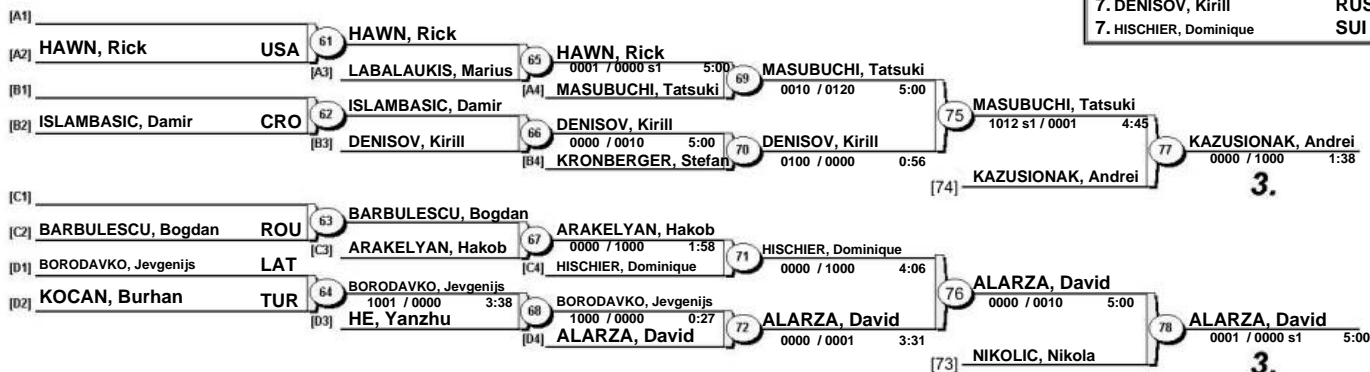 7. DENISOV, Kirill RUS
7. HISCHIER, Dominique SUI
[A1]
[A2] HAWN, Rick USA 61 HAWN, Rick
[A3] LABALAUKIS, Marius 65 HAWN, Rick
0001 / 0000 s1 5:00
[A4] MASUBUCHI, Tatsuki 69 MASUBUCHI, Tatsuki
0010 / 0120 5:00
[B1]
[B2] ISLAMBASIC, Damir CRO 62 ISLAMBASIC, Damir
[B3] DENISOV, Kirill 66 DENISOV, Kirill
0000 / 0010 5:00
[B4] KRONBERGER, Stefan 70 DENISOV, Kirill
0100 / 0000 0:56
75 MASUBUCHI, Tatsuki
1012 s1 / 0001 4:45
[74] KAZUSIONAK, Andrei 77 KAZUSIONAK, Andrei
0000 / 1000 1:38
3.
[C1]
[C2] BARBULESCU, Bogdan ROU 63 BARBULESCU, Bogdan
[C3] ARAKELYAN, Hakob 67 ARAKELYAN, Hakob
0000 / 1000 1:58
[C4] HISCHIER, Dominique 71 HISCHIER, Dominique
0000 / 1000 4:06
[D1] BORODAVKO, Jevgenijs LAT
[D2] KOCAN, Burhan TUR 64 BORODAVKO, Jevgenijs
1001 / 0000 3:38
[D3] HE, Yanzhu 68 BORODAVKO, Jevgenijs
1000 / 0000 0:27
[D4] ALARZA, David 72 ALARZA, David
0000 / 0001 3:31
76 ALARZA, David
0000 / 0010 5:00
[73] NIKOLIC, Nikola 78 ALARZA, David
0001 / 0000 s1 5:00
3.